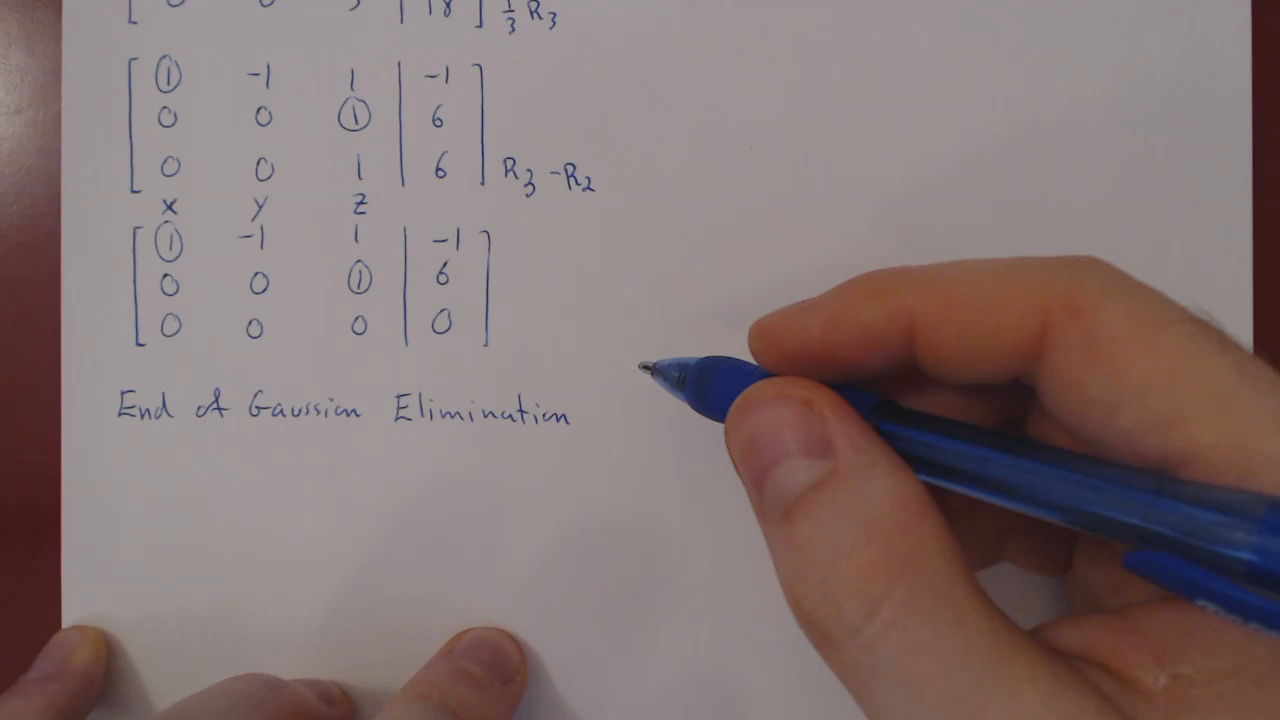 18 ] 1/3 R3
[ 1 -1 1 | -1 ]
0 0 1 | 6
0 0 1 | 6 R3 - R2
x y z
[ 1 -1 1 | -1 ]
0 0 1 | 6
0 0 0 | 0
End of Gaussian Elimination